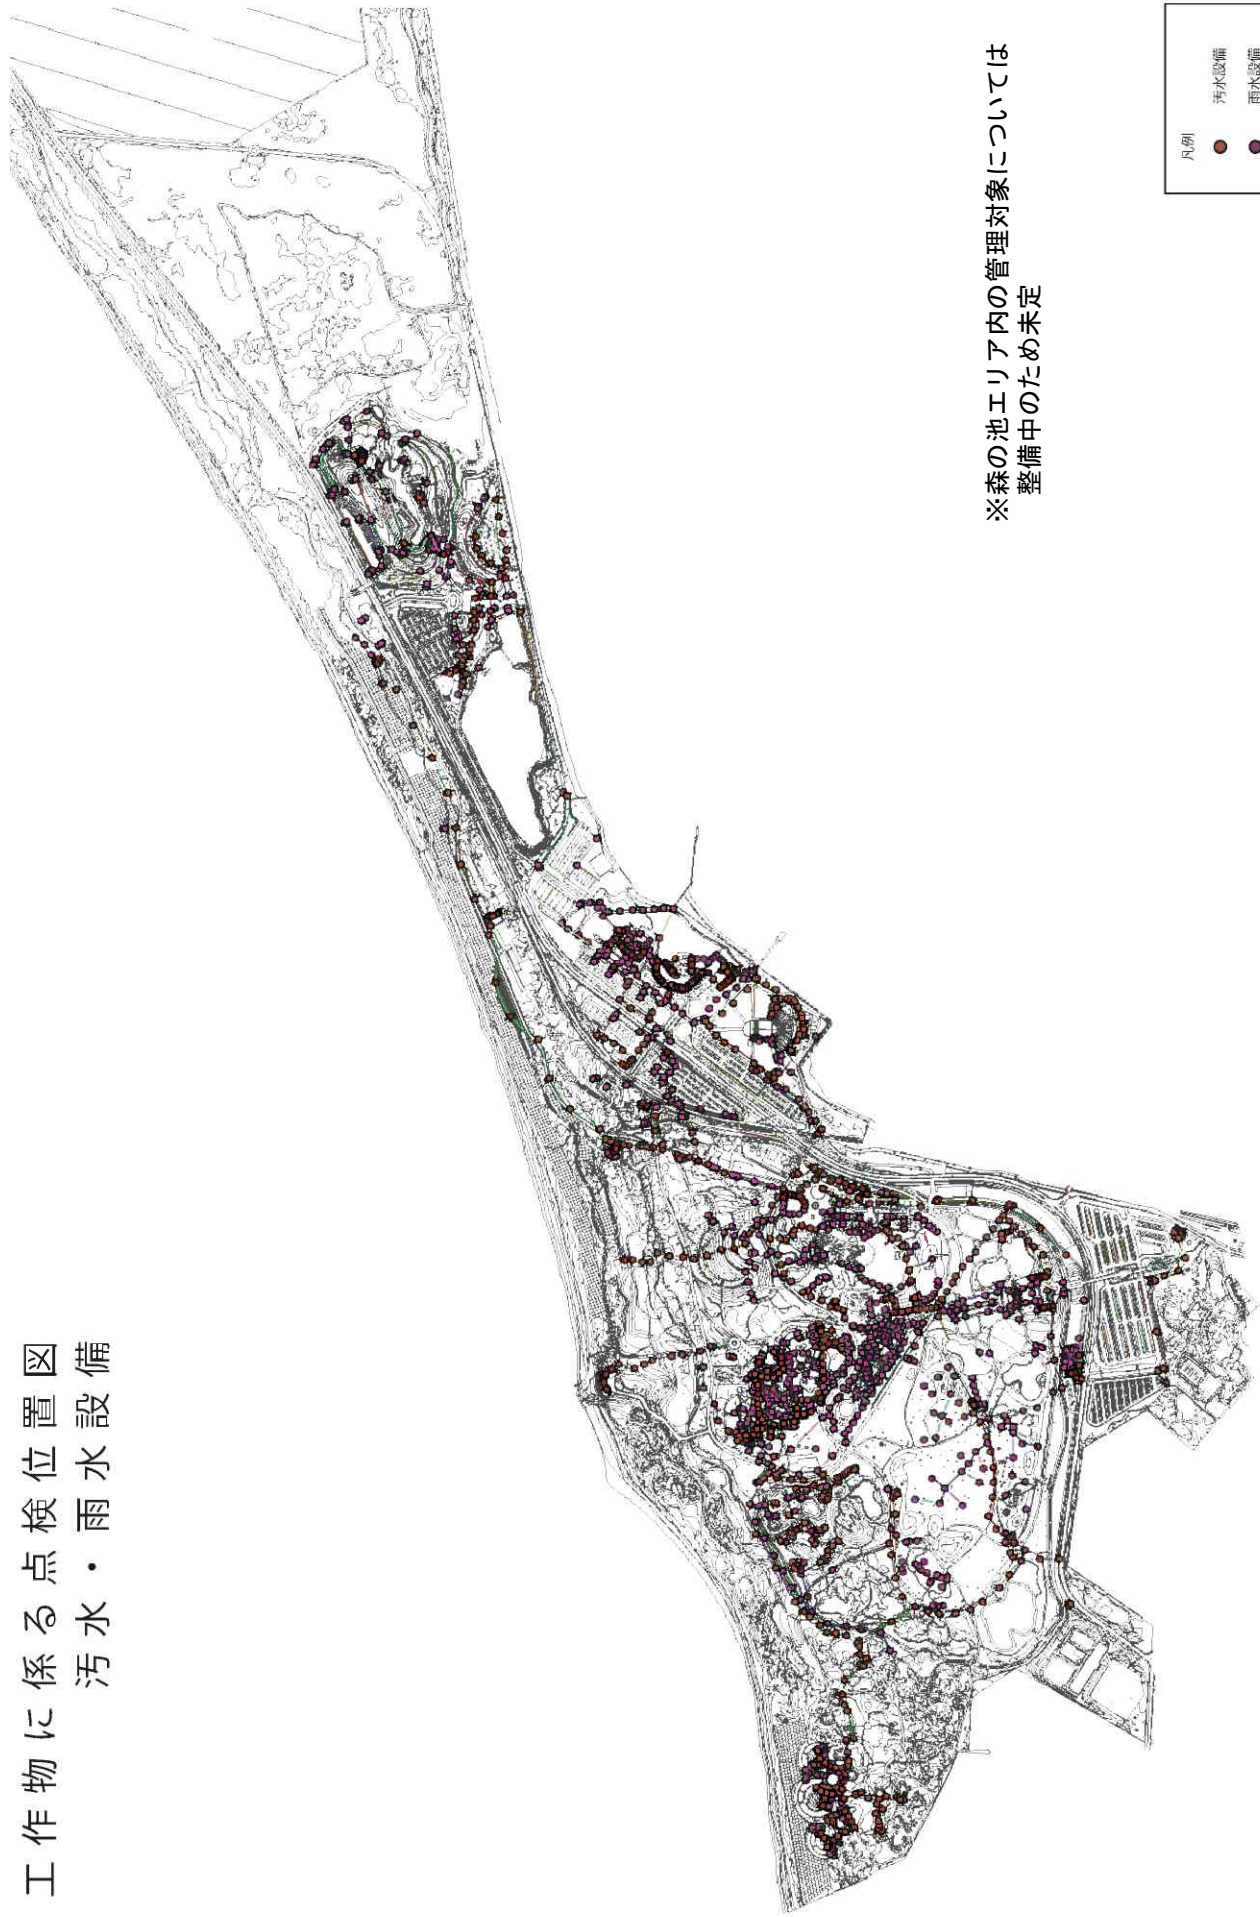 工作物に係る点検位置図
汚水・雨水設備
※森の池エリア内の管理対象については
整備中のため未定
凡例
汚水設備
雨水設備